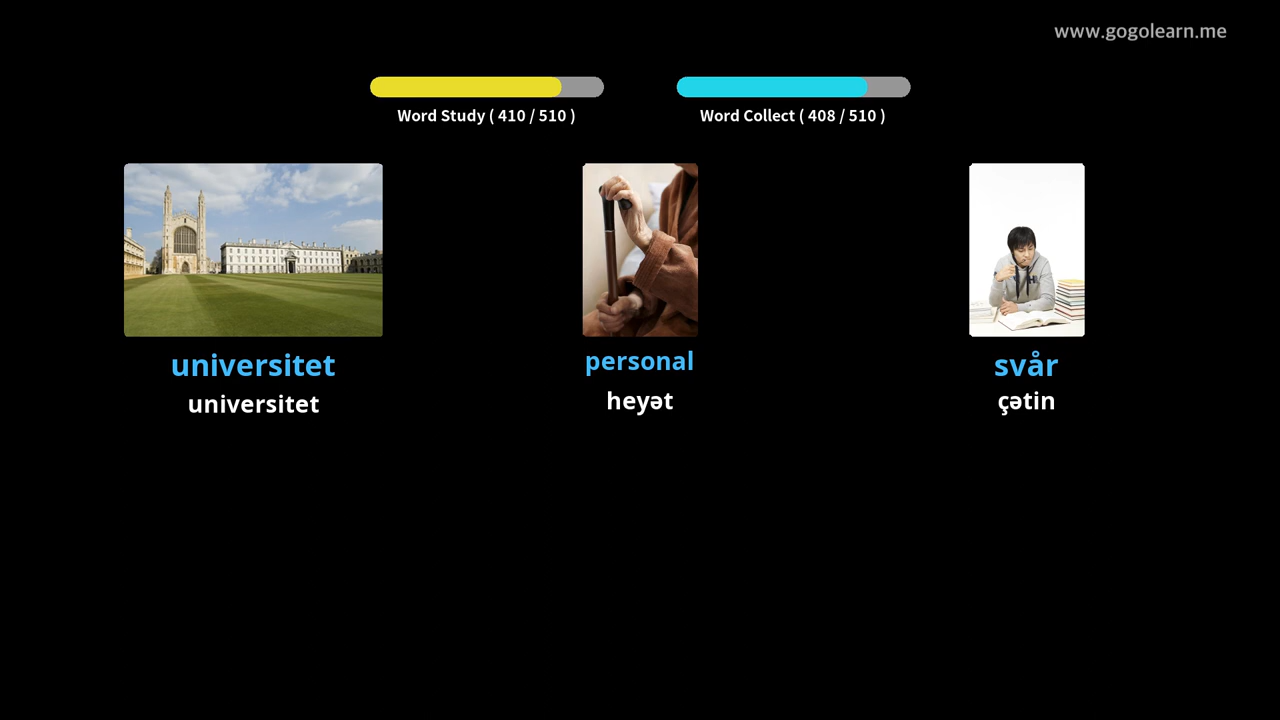 www.gogolearn.me
Word Study ( 410 / 510 )
Word Collect ( 408 / 510 )
universitet
universitet
personal
heyət
svår
çətin